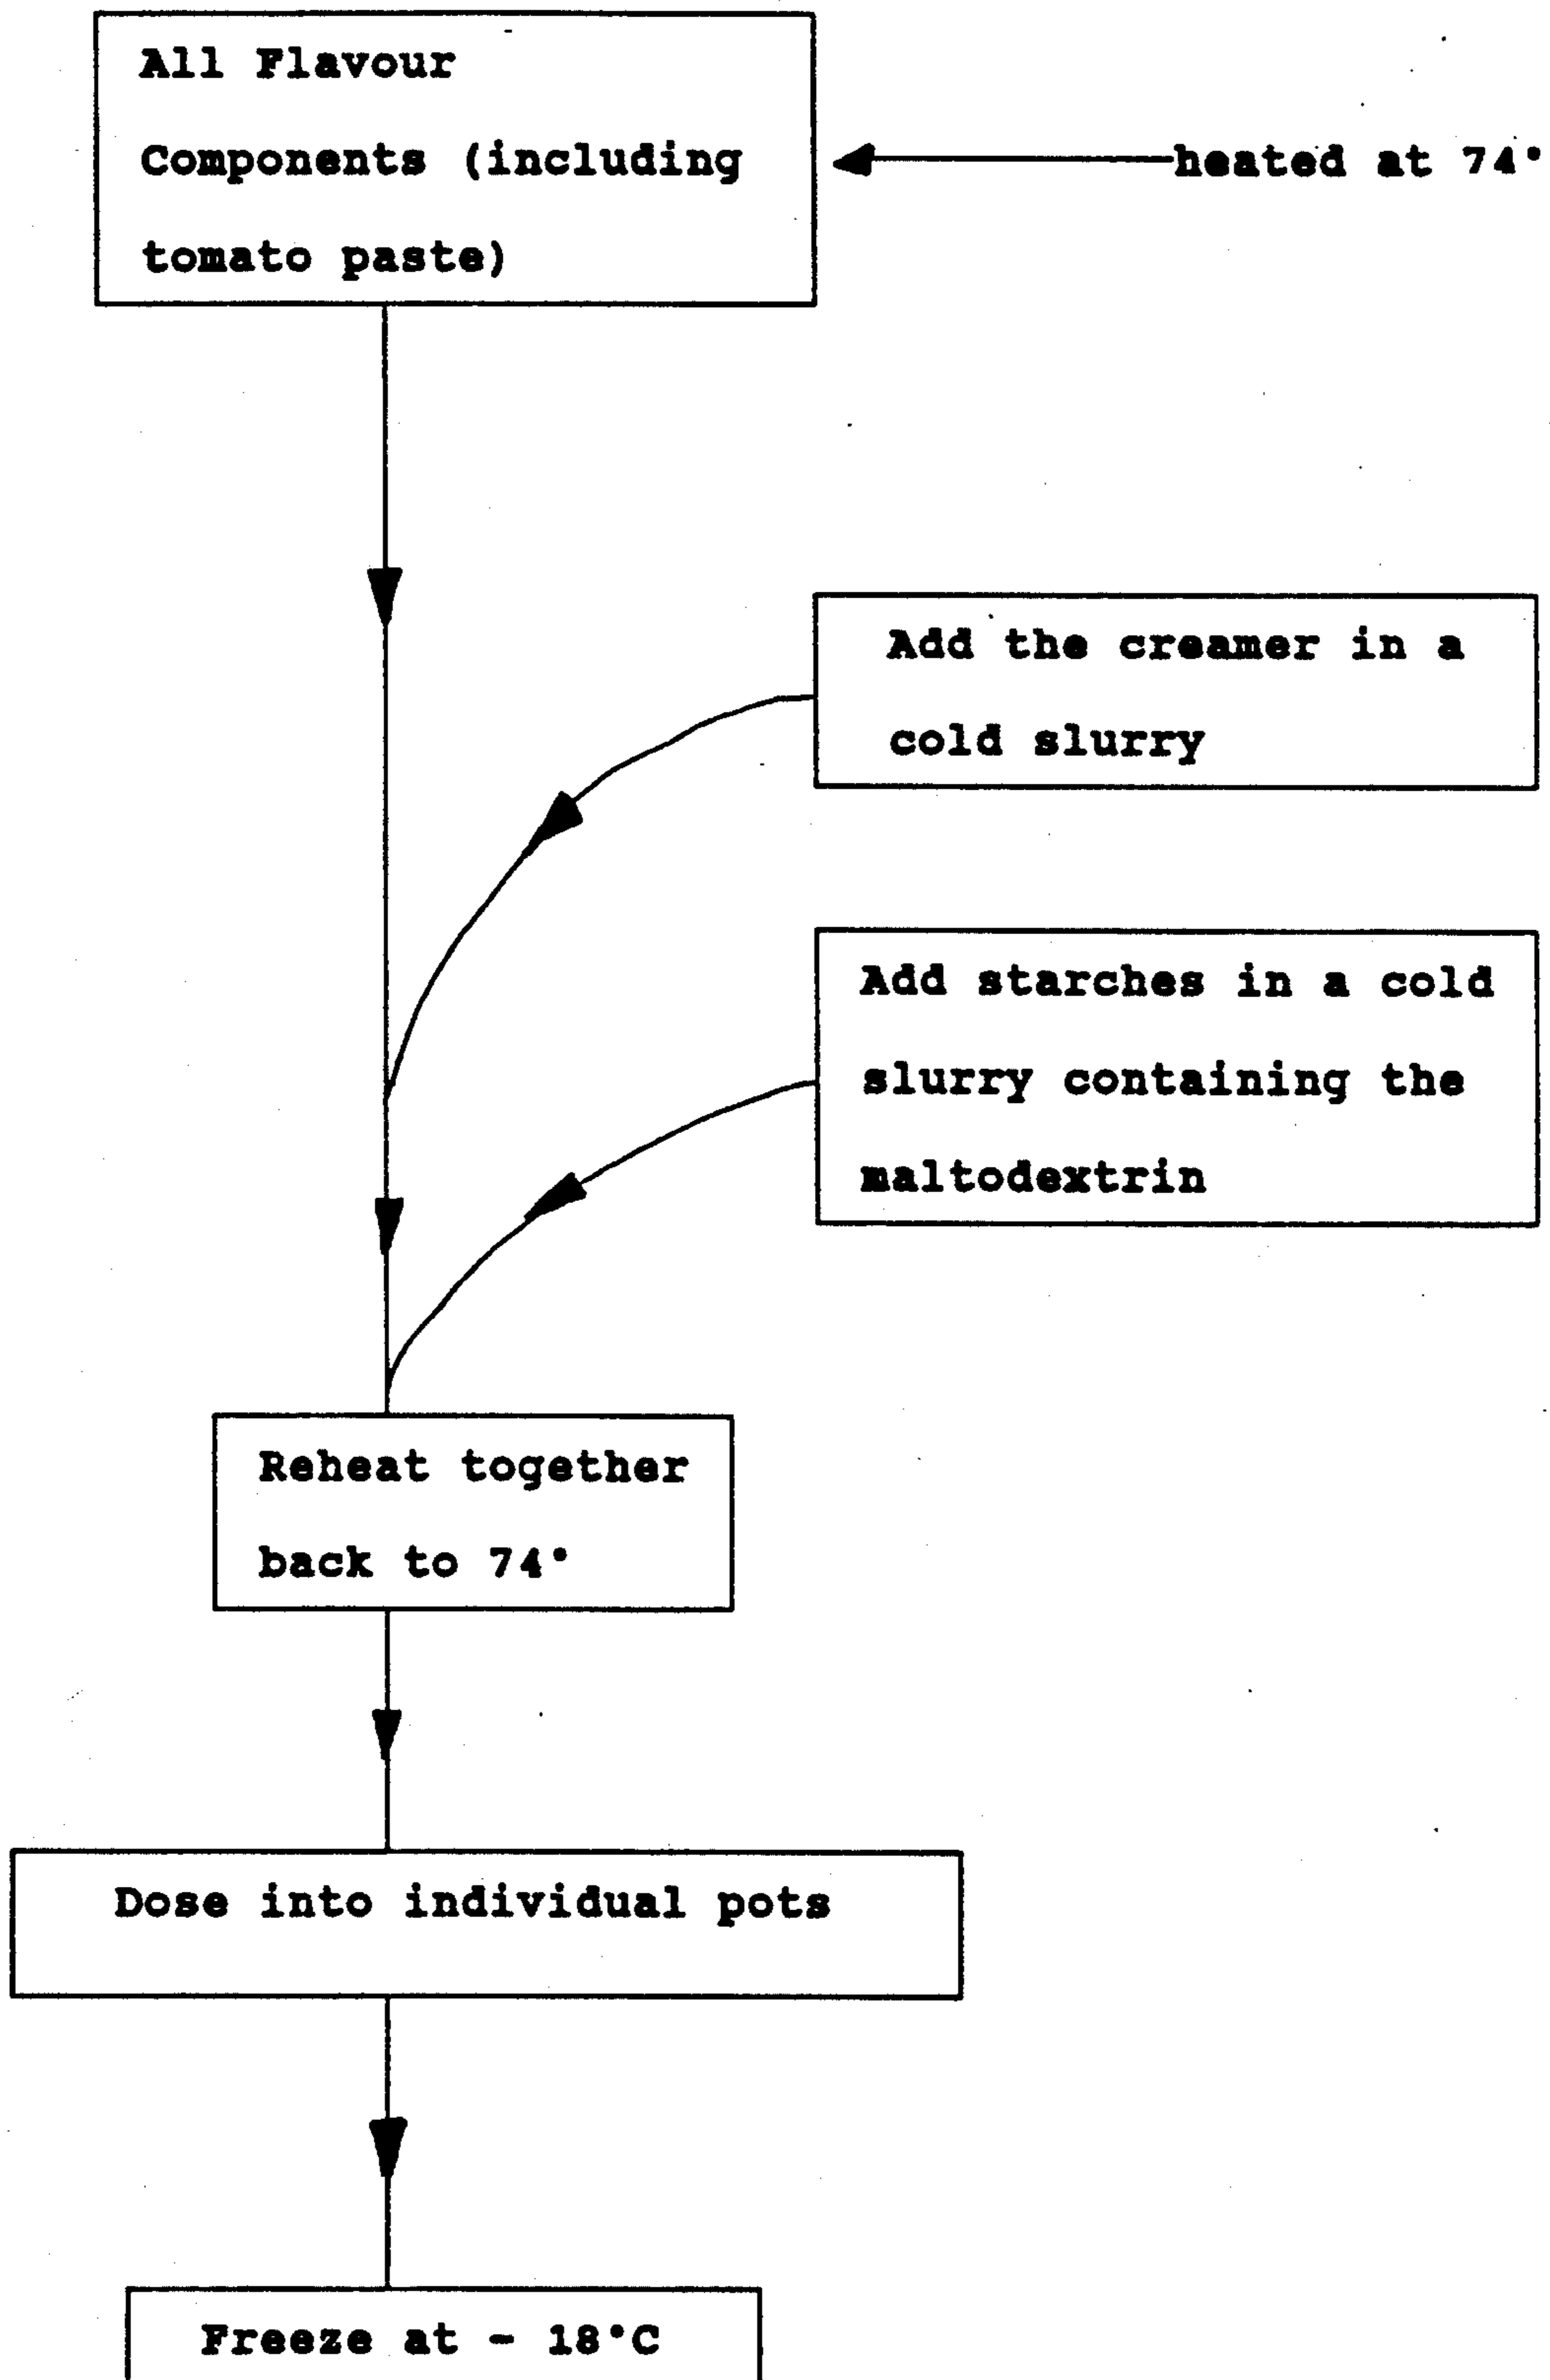 All Flavour
Components (including
tomato paste)
heated at 74°
Add the creamer in a
cold slurry
Add starches in a cold
slurry containing the
maltodextrin
Reheat together
back to 74°
Dose into individual pots
Freeze at - 18°C